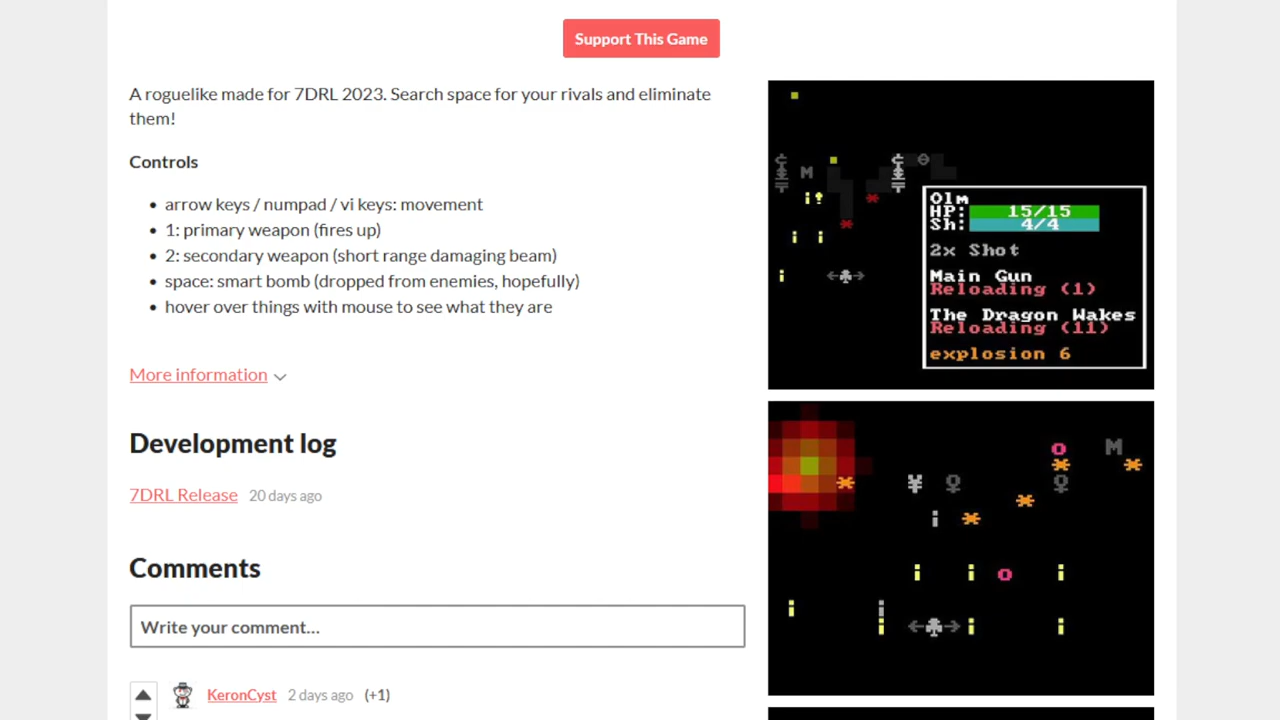 Support This Game
A roguelike made for 7DRL 2023. Search space for your rivals and eliminate
them!
Controls
• arrow keys / numpad / vi keys: movement
• 1: primary weapon (fires up)
• 2: secondary weapon (short range damaging beam)
• space: smart bomb (dropped from enemies, hopefully)
• hover over things with mouse to see what they are
More information
Development log
7DRL Release 20 days ago
Comments
Write your comment...
KeronCyst 2 days ago (+1)
Olm
HP: 15/15
Sh: 4/4
2x Shot
Main Gun
Reloading (1)
The Dragon Wakes
Reloading (11)
explosion 6